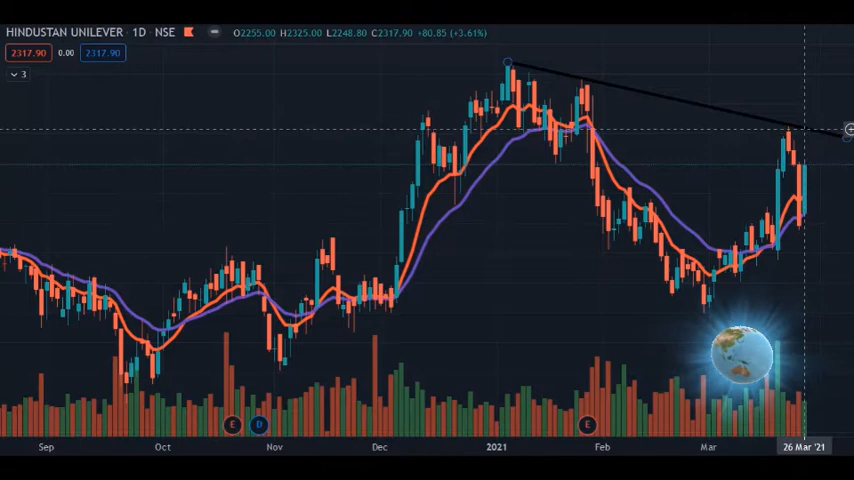 HINDUSTAN UNILEVER · 1D · NSE O2255.00 H2325.00 L2248.80 C2317.90 +80.85 (+3.61%)
2317.90 0.00 2317.90
3
E D E
Sep Oct Nov Dec 2021 Feb Mar 26 Mar '21